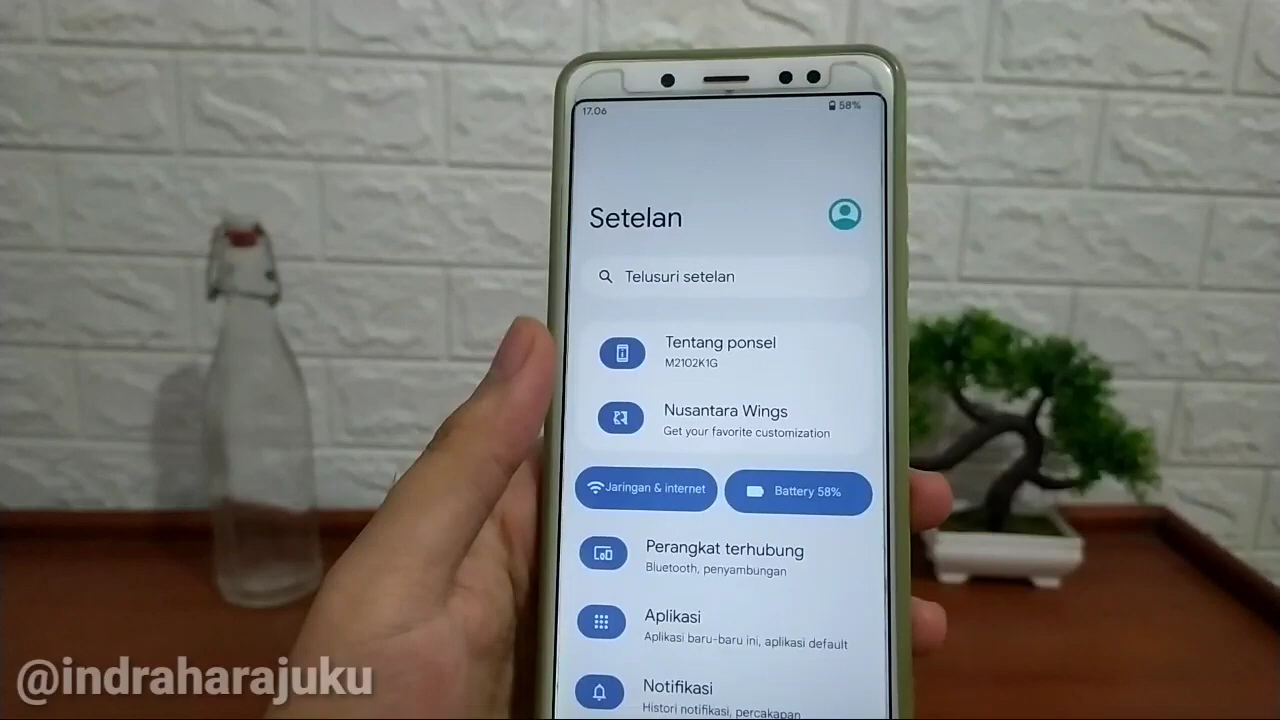 17.06
58%
Setelan
Telusuri setelan
Tentang ponsel
M2102K1G
Nusantara Wings
Get your favorite customization
Jaringan & internet
Battery 58%
Perangkat terhubung
Bluetooth, penyambungan
Aplikasi
Aplikasi baru-baru ini, aplikasi default
Notifikasi
Histori notifikasi, percakapan
@indraharajuku